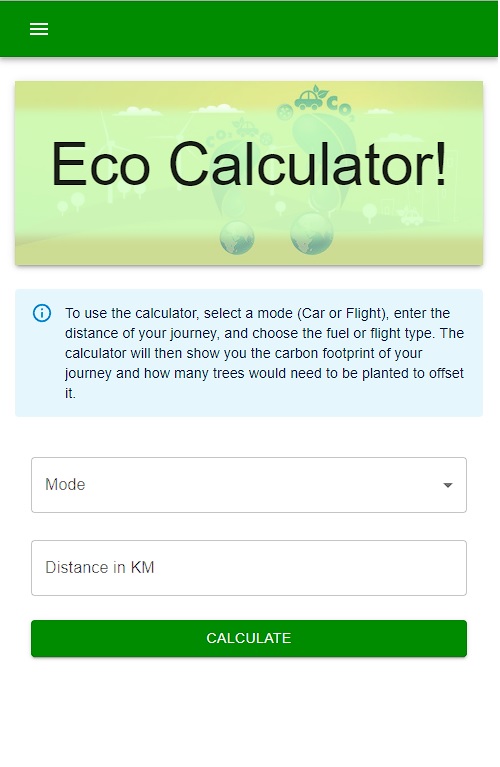 CO₂
Eco Calculator!
To use the calculator, select a mode (Car or Flight), enter the
distance of your journey, and choose the fuel or flight type. The
calculator will then show you the carbon footprint of your
journey and how many trees would need to be planted to offset
it.
Mode
Distance in KM
CALCULATE